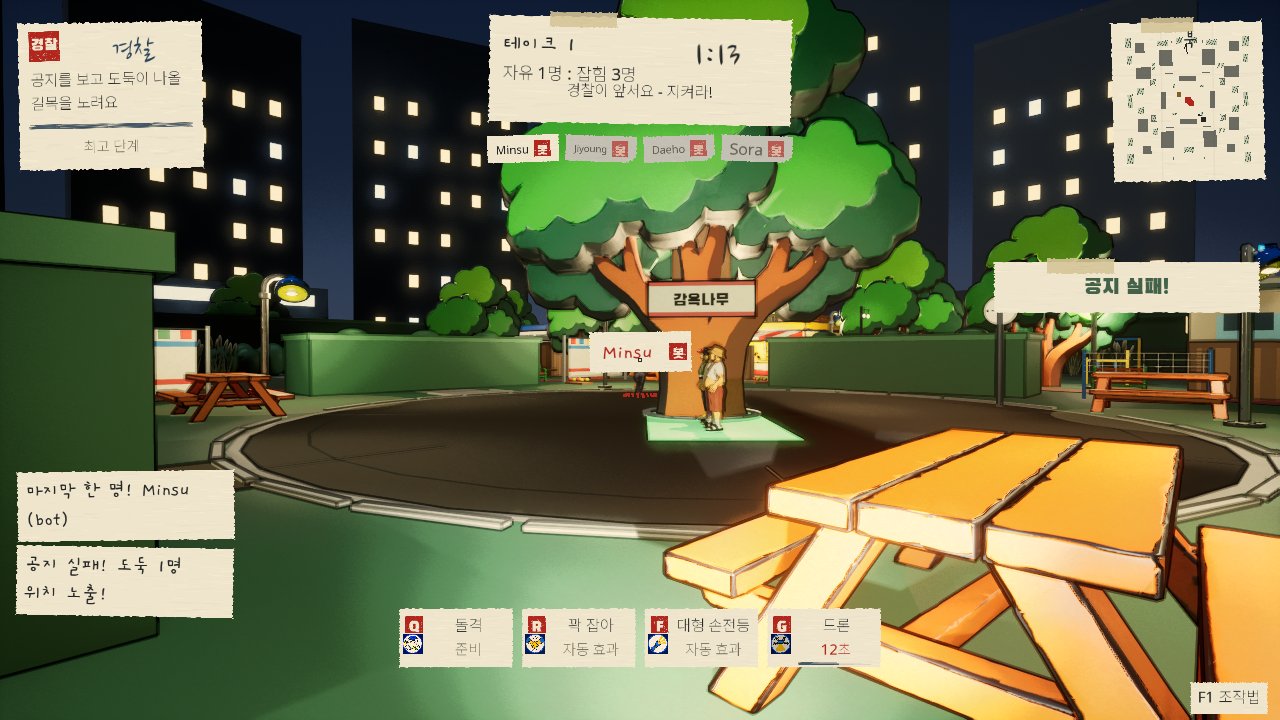 경찰 경찰
공지를 보고 도둑이 나올
길목을 노려요
최고 단계
테이크 1 1:13
자유 1명 : 잡힘 3명
경찰이 앞서요 - 지켜라!
Minsu 봇 Jiyoung 봇 Daeho 봇 Sora 봇
북
공지 실패!
감옥나무
Minsu 봇
마지막 한 명! Minsu
(bot)
공지 실패! 도둑 1명
위치 노출!
Q 돌격
준비
R 꽉 잡아
자동 효과
F 대형 손전등
자동 효과
G 드론
12초
F1 조작법